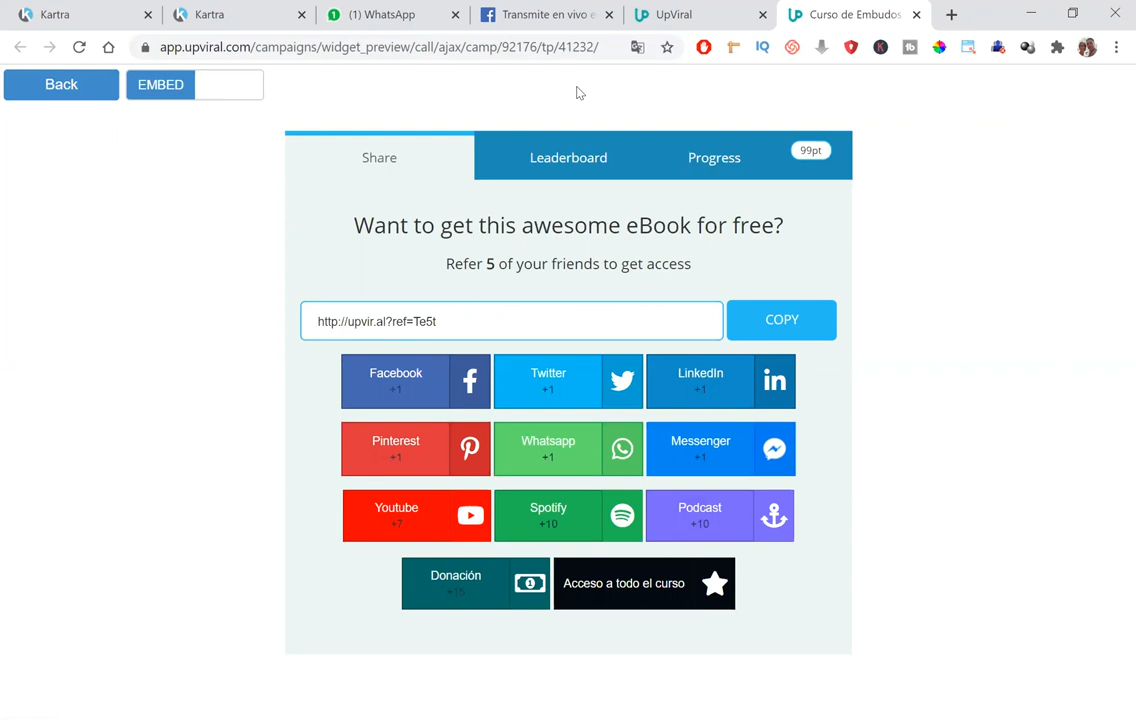 Kartra
Kartra
(1) WhatsApp
Transmite en vivo e
UpViral
Curso de Embudos
app.upviral.com/campaigns/widget_preview/call/ajax/camp/92176/tp/41232/
Back
EMBED
Share
Leaderboard
Progress
99pt
Want to get this awesome eBook for free?
Refer 5 of your friends to get access
http://upvir.al?ref=Te5t
COPY
Facebook
+1
Twitter
+1
LinkedIn
+1
Pinterest
+1
Whatsapp
+1
Messenger
+1
Youtube
+7
Spotify
+10
Podcast
+10
Donación
+15
Acceso a todo el curso